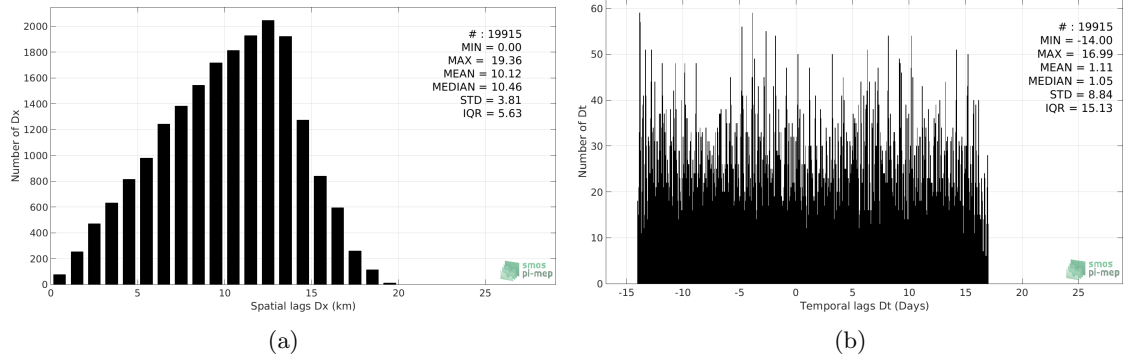 2000
1800
1600
1400
1200
1000
800
600
400
200
0
Number of Dx
# : 19915
MIN = 0.00
MAX = 19.36
MEAN = 10.12
MEDIAN = 10.46
STD = 3.81
IQR = 5.63
smos
pi-mep
0 5 10 15 20 25
Spatial lags Dx (km)
(a)
60
50
40
30
20
10
0
Number of Dt
# : 19915
MIN = -14.00
MAX = 16.99
MEAN = 1.11
MEDIAN = 1.05
STD = 8.84
IQR = 15.13
smos
pi-mep
-15 -10 -5 0 5 10 15 20 25
Temporal lags Dt (Days)
(b)